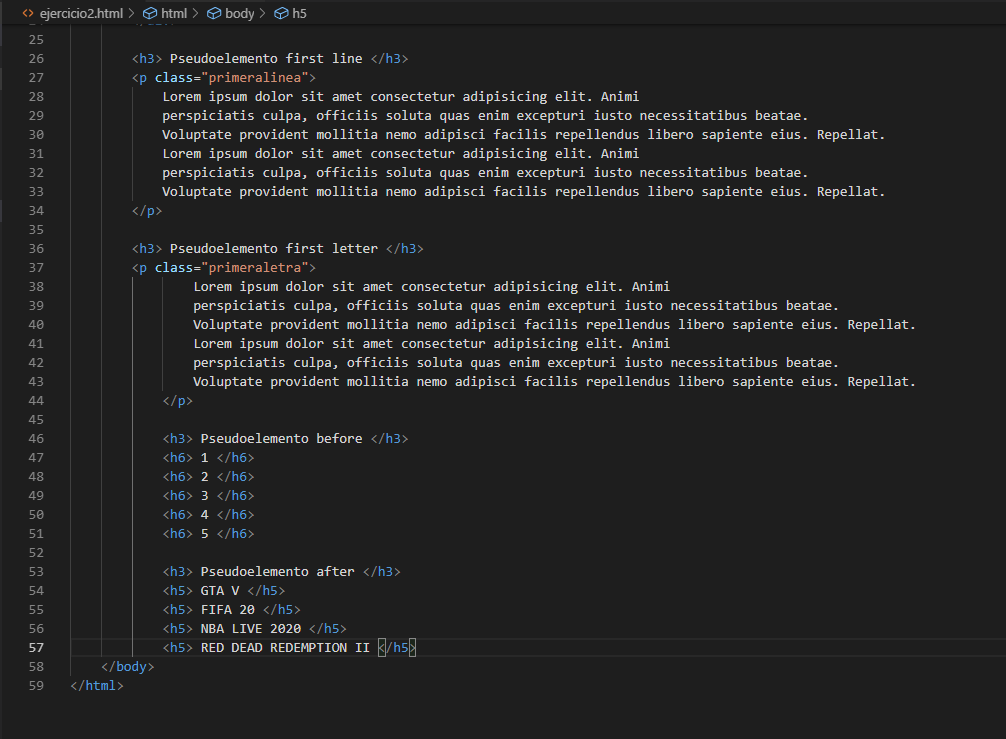 ejercicio2.html > html > body > h5
25
26 <h3> Pseudoelemento first line </h3>
27 <p class="primeralinea">
28 Lorem ipsum dolor sit amet consectetur adipisicing elit. Animi
29 perspiciatis culpa, officiis soluta quas enim excepturi iusto necessitatibus beatae.
30 Voluptate provident mollitia nemo adipisci facilis repellendus libero sapiente eius. Repellat.
31 Lorem ipsum dolor sit amet consectetur adipisicing elit. Animi
32 perspiciatis culpa, officiis soluta quas enim excepturi iusto necessitatibus beatae.
33 Voluptate provident mollitia nemo adipisci facilis repellendus libero sapiente eius. Repellat.
34 </p>
35
36 <h3> Pseudoelemento first letter </h3>
37 <p class="primeraletra">
38 Lorem ipsum dolor sit amet consectetur adipisicing elit. Animi
39 perspiciatis culpa, officiis soluta quas enim excepturi iusto necessitatibus beatae.
40 Voluptate provident mollitia nemo adipisci facilis repellendus libero sapiente eius. Repellat.
41 Lorem ipsum dolor sit amet consectetur adipisicing elit. Animi
42 perspiciatis culpa, officiis soluta quas enim excepturi iusto necessitatibus beatae.
43 Voluptate provident mollitia nemo adipisci facilis repellendus libero sapiente eius. Repellat.
44 </p>
45
46 <h3> Pseudoelemento before </h3>
47 <h6> 1 </h6>
48 <h6> 2 </h6>
49 <h6> 3 </h6>
50 <h6> 4 </h6>
51 <h6> 5 </h6>
52
53 <h3> Pseudoelemento after </h3>
54 <h5> GTA V </h5>
55 <h5> FIFA 20 </h5>
56 <h5> NBA LIVE 2020 </h5>
57 <h5> RED DEAD REDEMPTION II </h5>
58 </body>
59 </html>